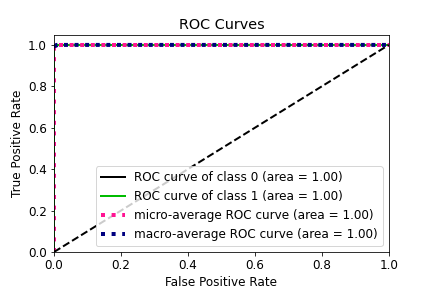 ROC Curves
True Positive Rate
1.0
0.8
0.6
0.4
0.2
0.0
ROC curve of class 0 (area = 1.00)
ROC curve of class 1 (area = 1.00)
micro-average ROC curve (area = 1.00)
macro-average ROC curve (area = 1.00)
0.0 0.2 0.4 0.6 0.8 1.0
False Positive Rate